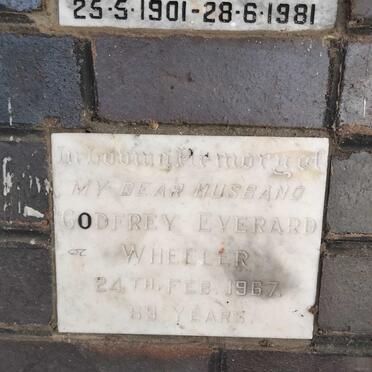 25·5·1901-28·6·1981
In Loving Memory of
MY DEAR HUSBAND
GODFREY EVERARD
WHEELER
24TH. FEB. 1967.
89 YEARS.